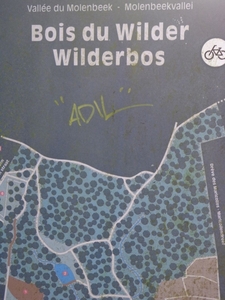 Vallée du Molenbeek - Molenbeekvallei
Bois du Wilder
Wilderbos
"ADIL"